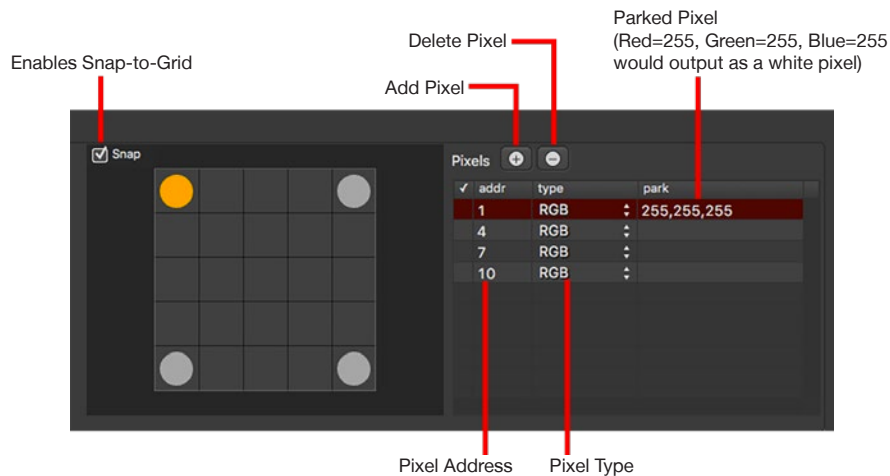 Parked Pixel
(Red=255, Green=255, Blue=255
would output as a white pixel)
Delete Pixel
Enables Snap-to-Grid
Add Pixel
Snap
Pixels
✓ addr type park
1 RGB 255,255,255
4 RGB
7 RGB
10 RGB
Pixel Address Pixel Type